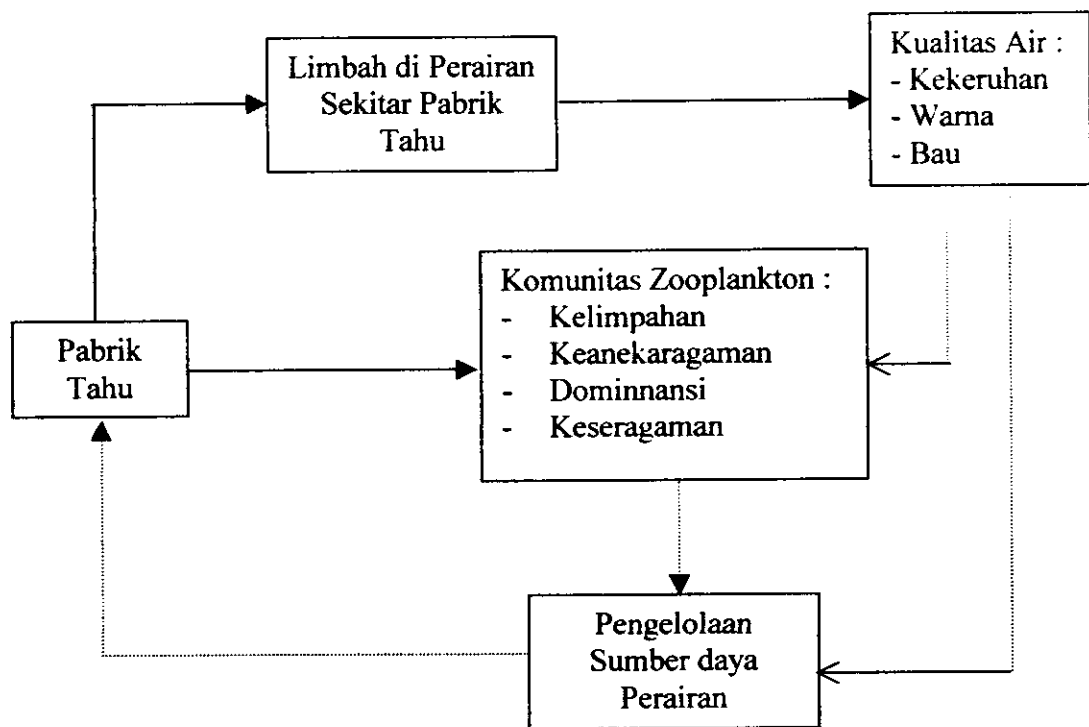 Limbah di Perairan
Sekitar Pabrik
Tahu
Kualitas Air :
- Kekeruhan
- Warna
- Bau
Komunitas Zooplankton :
- Kelimpahan
- Keanekaragaman
- Dominnansi
- Keseragaman
Pabrik
Tahu
Pengelolaan
Sumber daya
Perairan